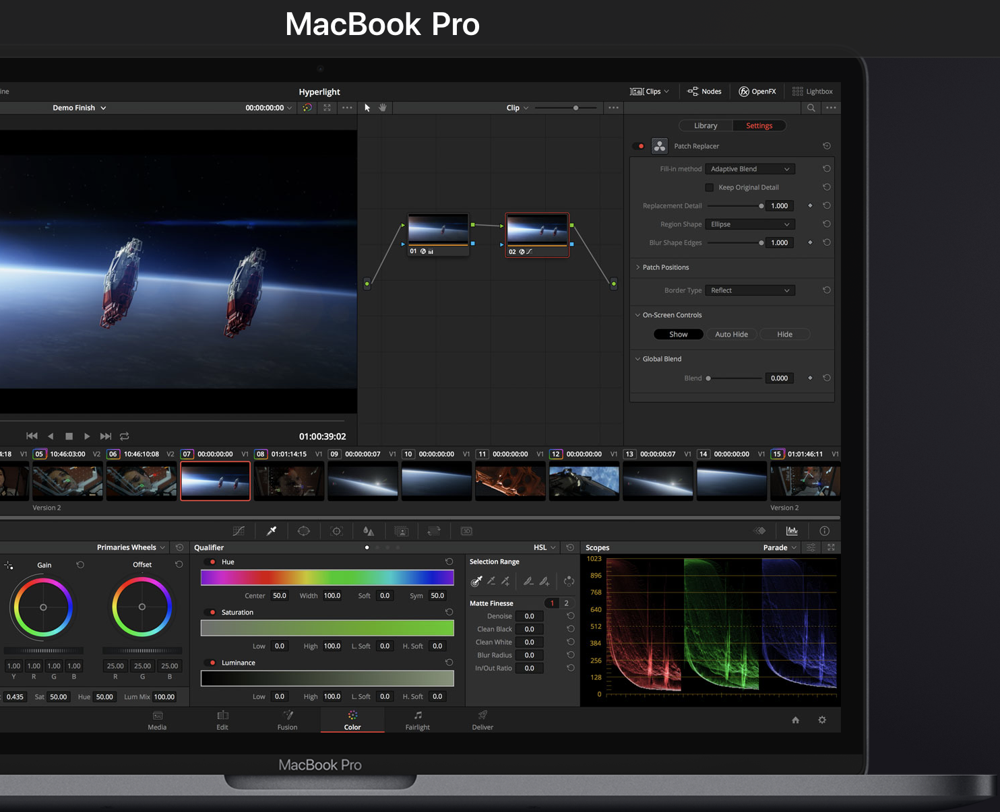 MacBook Pro
ine
Hyperlight
Clips
Nodes
OpenFX
Lightbox
Demo Finish
00:00:00:00
Clip
Library
Settings
Patch Replacer
Fill-in method
Adaptive Blend
Keep Original Detail
Replacement Detail
1.000
Region Shape
Ellipse
Blur Shape Edges
1.000
Patch Positions
Border Type
Reflect
On-Screen Controls
Show
Auto Hide
Hide
Global Blend
Blend
0.000
01
02
01:00:39:02
4:18 V1
05 10:46:03:00 V2
06 10:46:10:08 V2
07 00:00:00:00 V1
08 01:01:14:15 V1
09 00:00:00:07 V1
10 00:00:00:00 V1
11 00:00:00:00 V1
12 00:00:00:00 V1
13 00:00:00:07 V1
14 00:00:00:00 V1
15 01:01:46:11 V1
Version 2
Version 2
3D
Primaries Wheels
Gain
Offset
1.00 1.00 1.00 1.00
Y R G B
25.00 25.00 25.00
R G B
0.435 Sat 50.00 Hue 50.00 Lum Mix 100.00
Qualifier
HSL
Hue
Center 50.0 Width 100.0 Soft 0.0 Sym 50.0
Saturation
Low 0.0 High 100.0 L. Soft 0.0 H. Soft 0.0
Luminance
Low 0.0 High 100.0 L. Soft 0.0 H. Soft 0.0
Selection Range
Matte Finesse 1 2
Denoise 0.0
Clean Black 0.0
Clean White 0.0
Blur Radius 0.0
In/Out Ratio 0.0
Scopes
Parade
1023
896
768
640
512
384
256
128
0
Media
Edit
Fusion
Color
Fairlight
Deliver
MacBook Pro